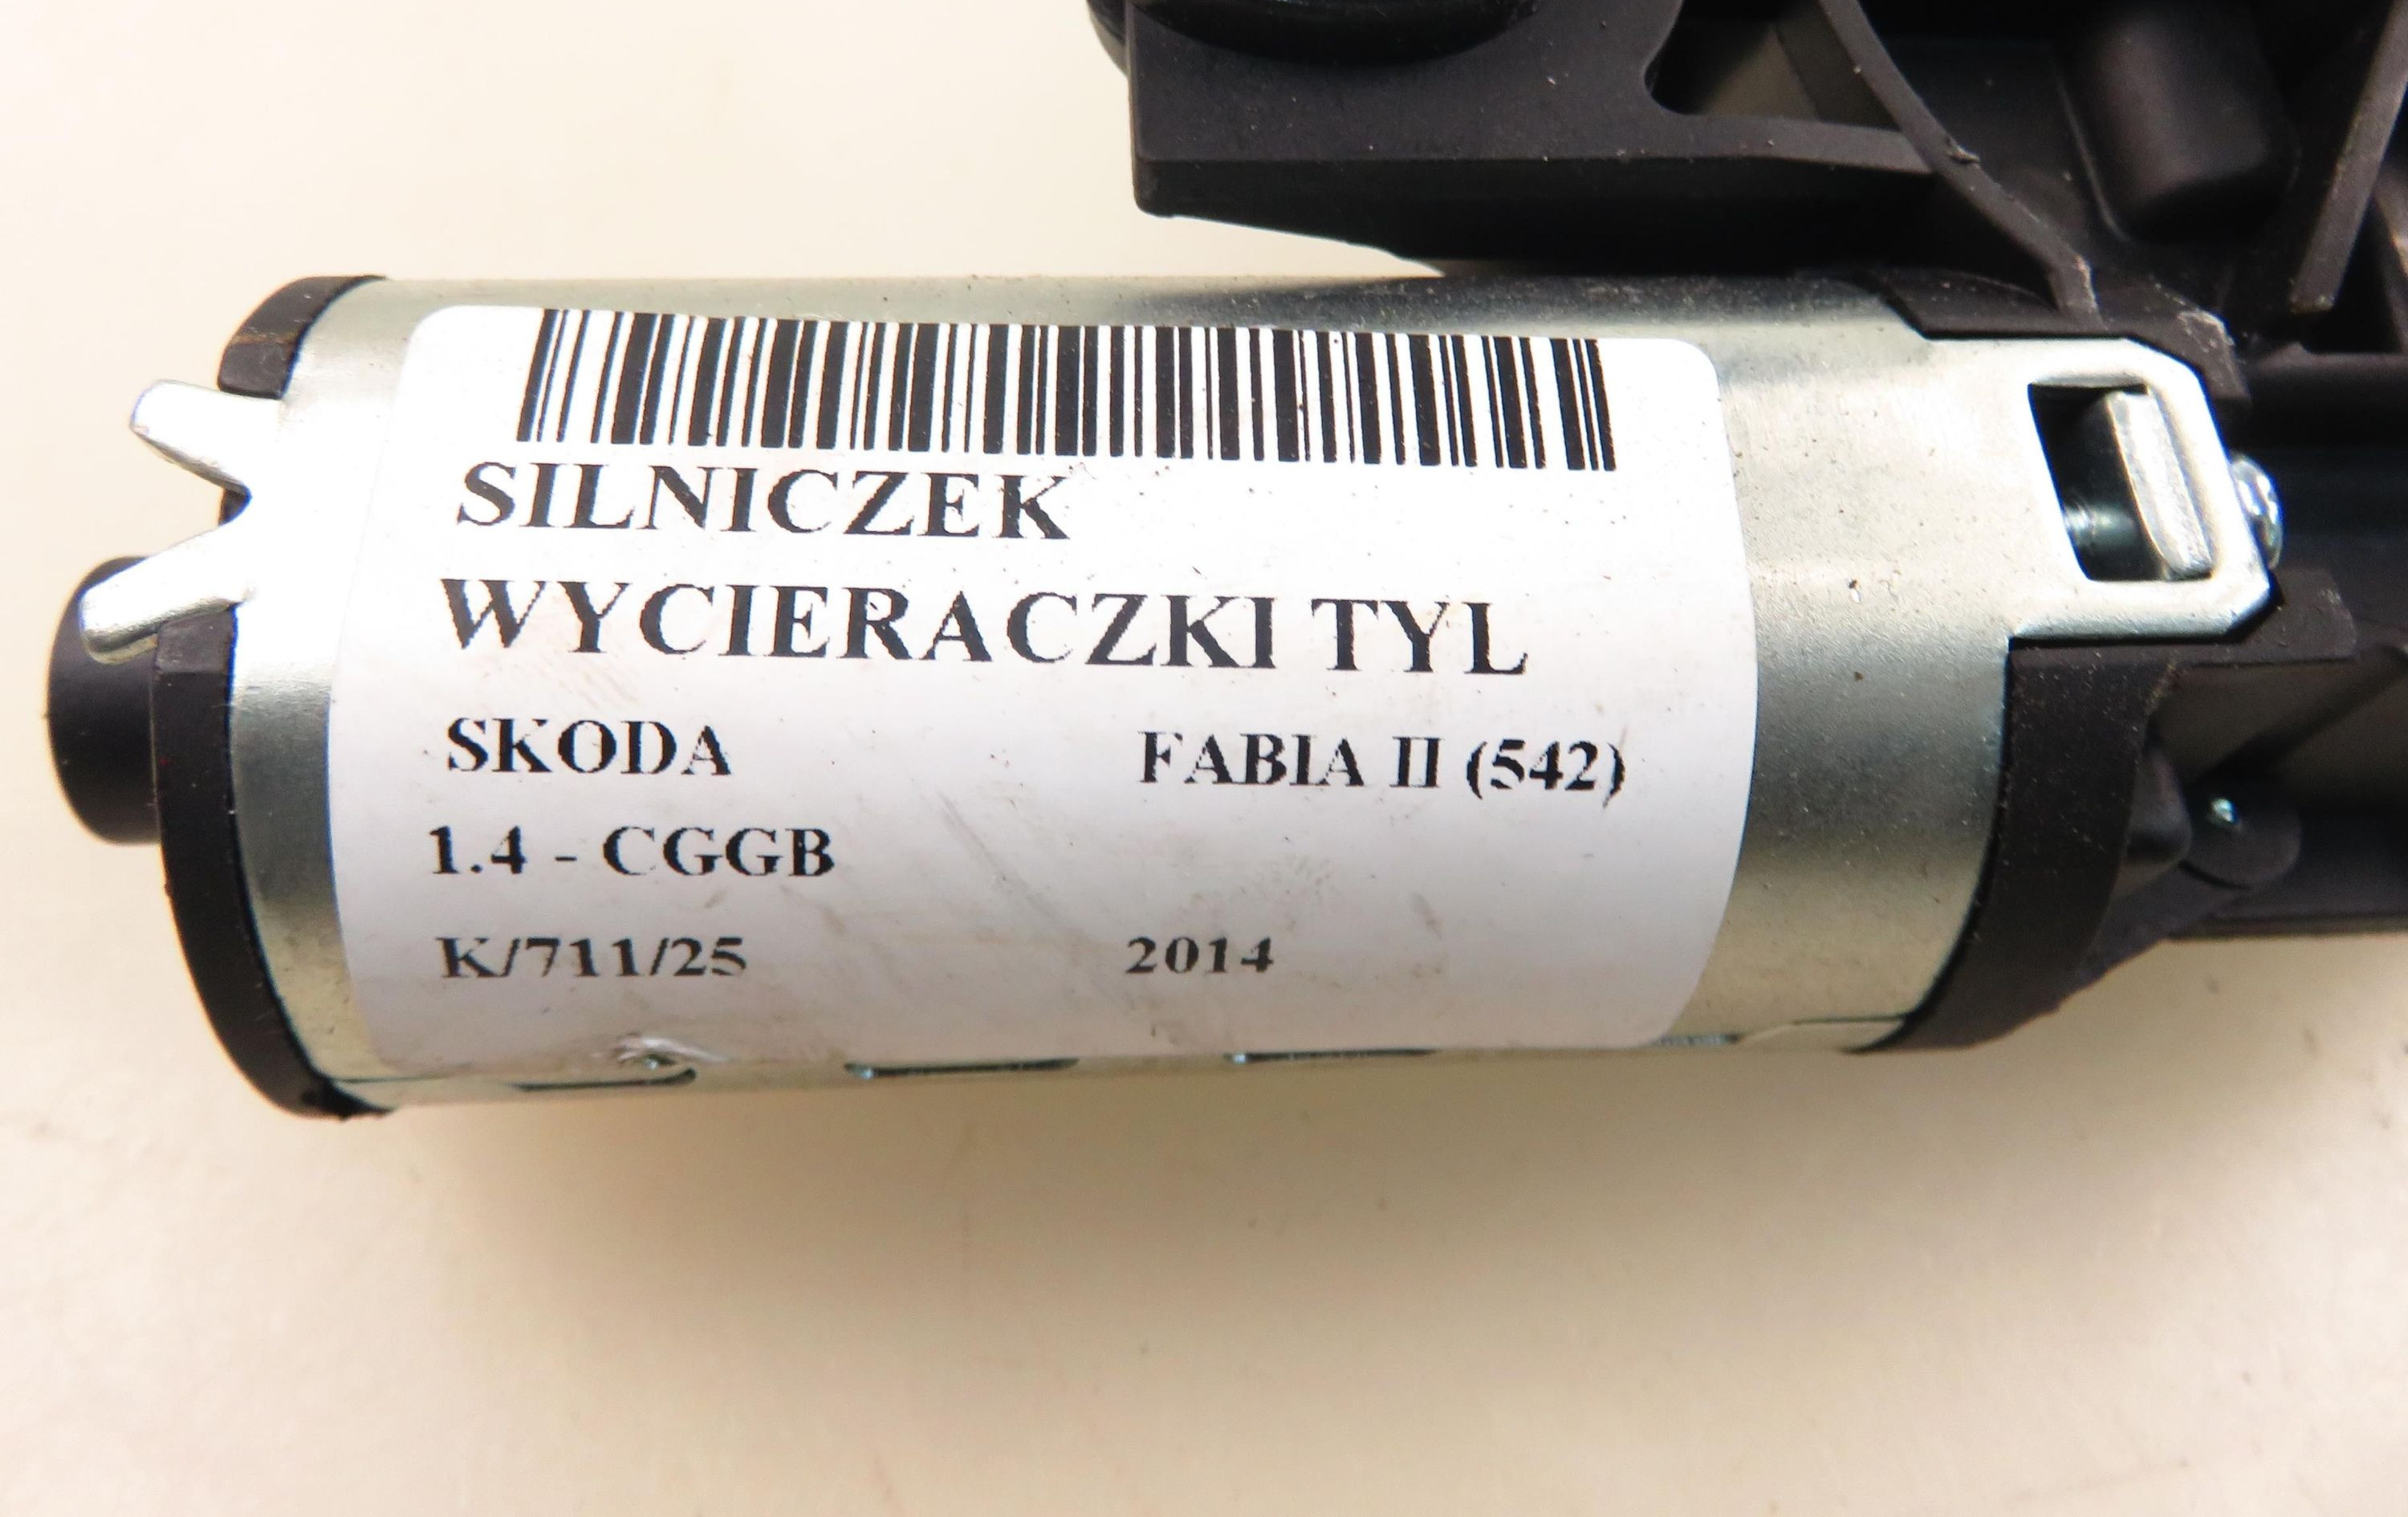 SILNICZEK
WYCIERACZKI TYL
SKODA FABIA II (542)
1.4 - CGGB
K/711/25 2014